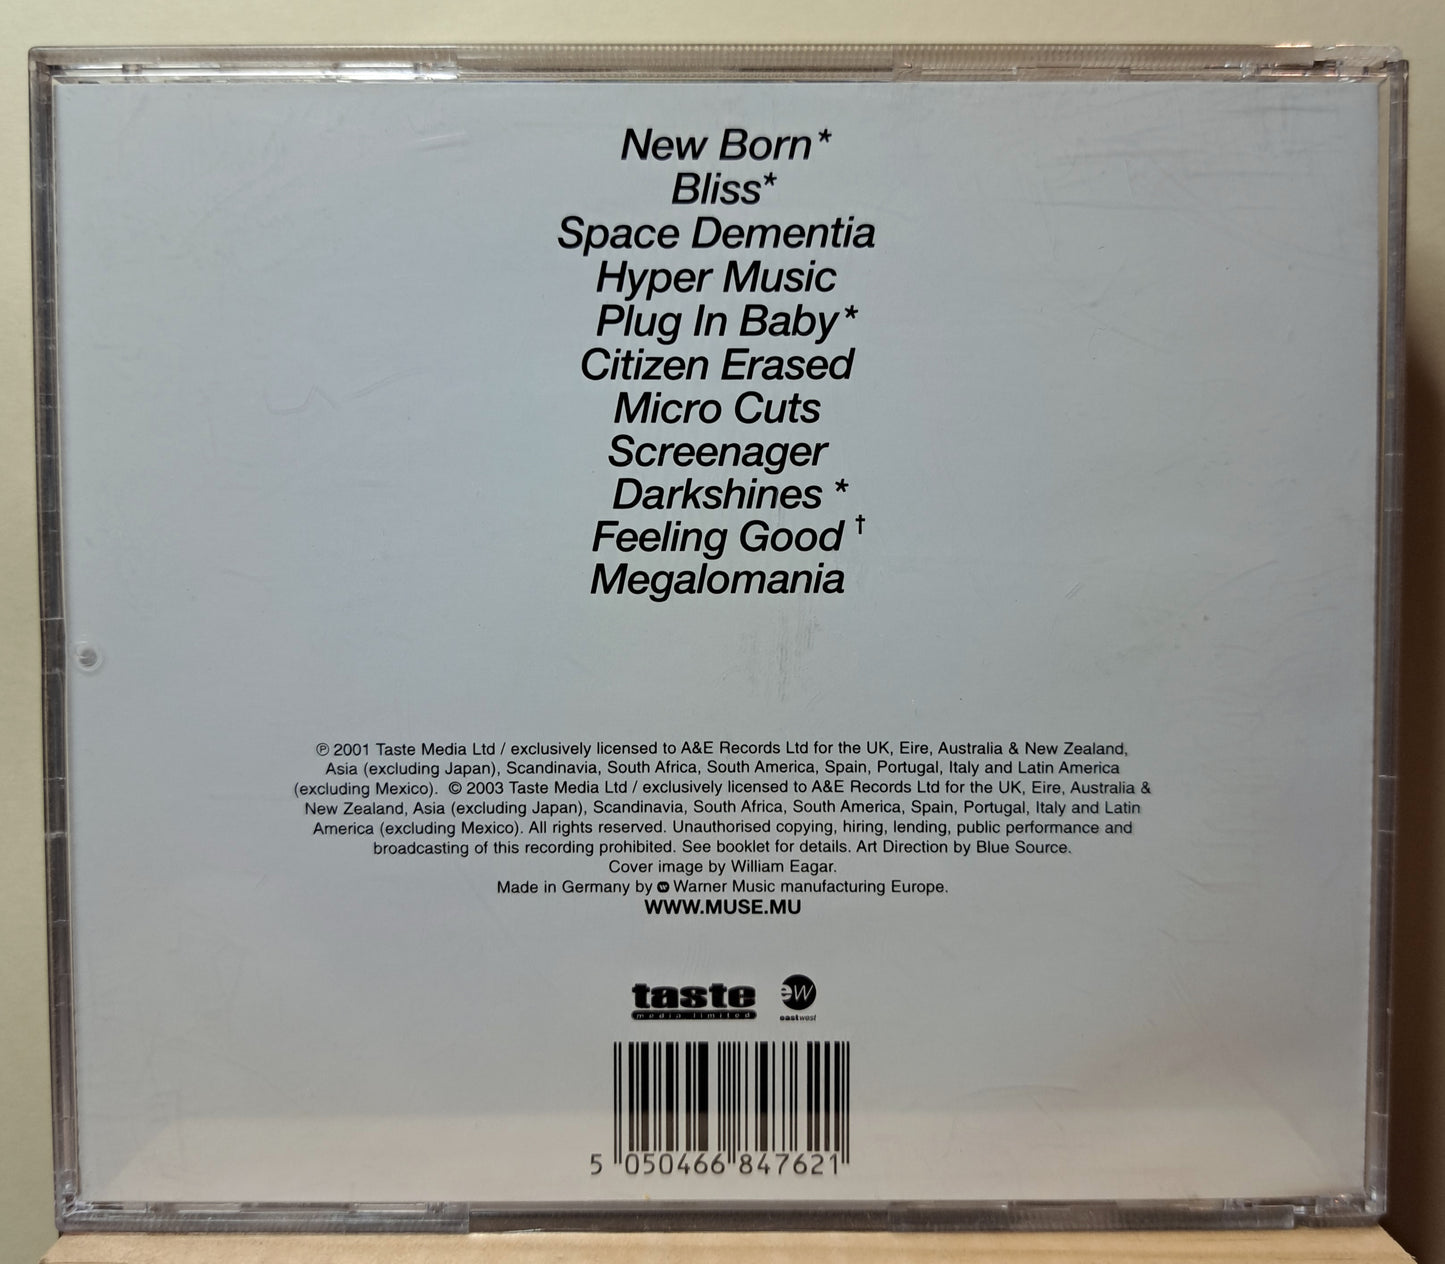 New Born*
Bliss*
Space Dementia
Hyper Music
Plug In Baby*
Citizen Erased
Micro Cuts
Screenager
Darkshines *
Feeling Good †
Megalomania
℗ 2001 Taste Media Ltd / exclusively licensed to A&E Records Ltd for the UK, Eire, Australia & New Zealand,
Asia (excluding Japan), Scandinavia, South Africa, South America, Spain, Portugal, Italy and Latin America
(excluding Mexico). © 2003 Taste Media Ltd / exclusively licensed to A&E Records Ltd for the UK, Eire, Australia &
New Zealand, Asia (excluding Japan), Scandinavia, South Africa, South America, Spain, Portugal, Italy and Latin
America (excluding Mexico). All rights reserved. Unauthorised copying, hiring, lending, public performance and
broadcasting of this recording prohibited. See booklet for details. Art Direction by Blue Source.
Cover image by William Eagar.
Made in Germany by W Warner Music manufacturing Europe.
WWW.MUSE.MU
taste
media limited
ew
eastwest
5 050466 847621